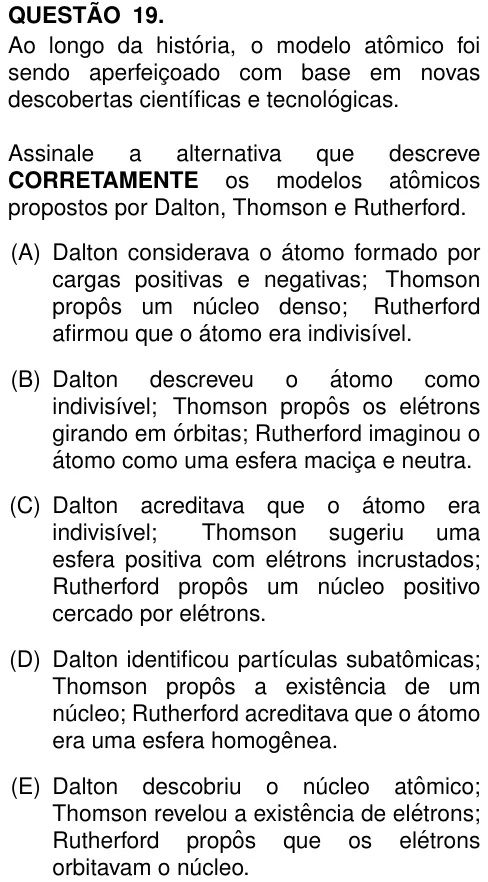 QUESTÃO 19.
Ao longo da história, o modelo atômico foi
sendo aperfeiçoado com base em novas
descobertas científicas e tecnológicas.
Assinale a alternativa que descreve
CORRETAMENTE os modelos atômicos
propostos por Dalton, Thomson e Rutherford.
(A) Dalton considerava o átomo formado por
cargas positivas e negativas; Thomson
propôs um núcleo denso; Rutherford
afirmou que o átomo era indivisível.
(B) Dalton descreveu o átomo como
indivisível; Thomson propôs os elétrons
girando em órbitas; Rutherford imaginou o
átomo como uma esfera maciça e neutra.
(C) Dalton acreditava que o átomo era
indivisível; Thomson sugeriu uma
esfera positiva com elétrons incrustados;
Rutherford propôs um núcleo positivo
cercado por elétrons.
(D) Dalton identificou partículas subatômicas;
Thomson propôs a existência de um
núcleo; Rutherford acreditava que o átomo
era uma esfera homogênea.
(E) Dalton descobriu o núcleo atômico;
Thomson revelou a existência de elétrons;
Rutherford propôs que os elétrons
orbitavam o núcleo.